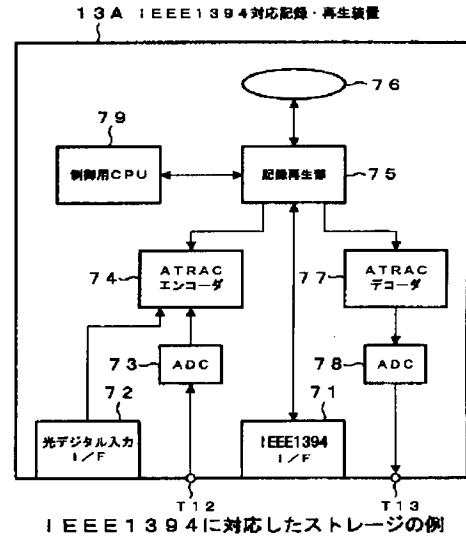 13A IEEE1394対応記録・再生装置
76
79
制御用CPU
記録再生部
75
74
ATRAC
エンコーダ
77
ATRAC
デコーダ
73
ADC
78
ADC
72
光デジタル入力
I/F
71
IEEE1394
I/F
T12
T13
IEEE1394に対応したストレージの例